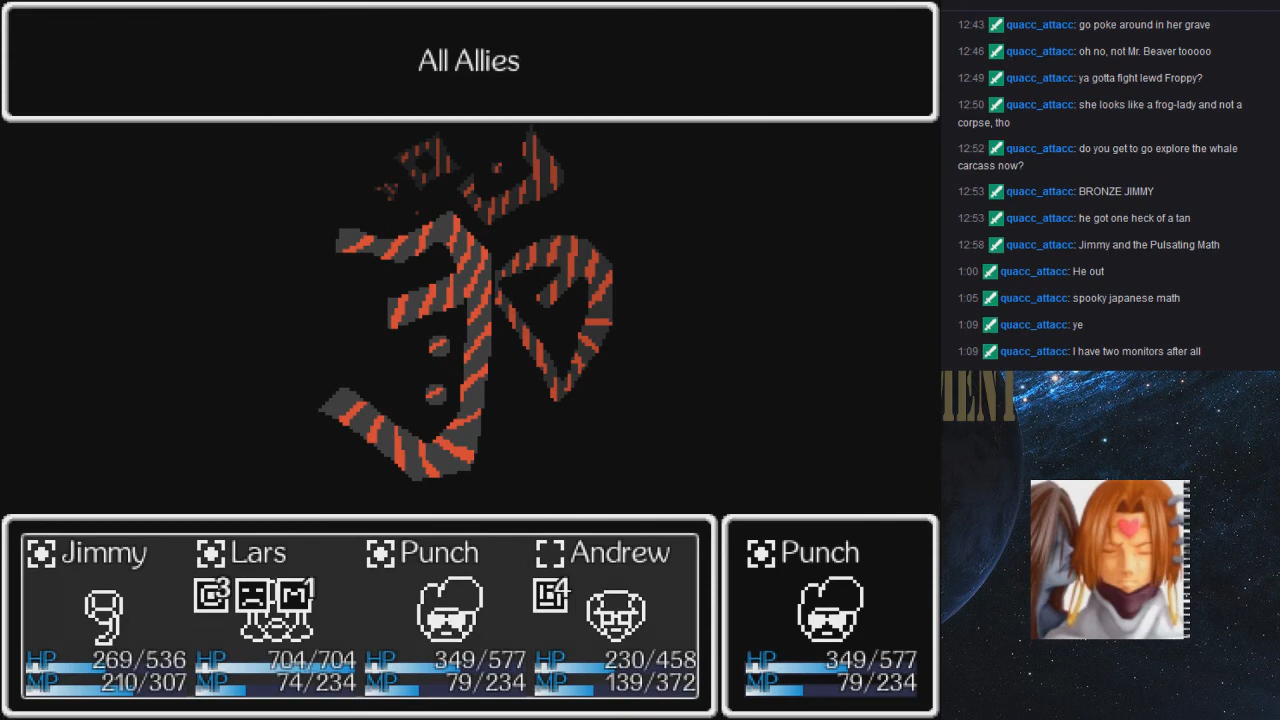 All Allies
Jimmy
Lars
Punch
Andrew
3
1
4
HP 269/536
MP 210/307
HP 704/704
MP 74/234
HP 349/577
MP 79/234
HP 230/458
MP 139/372
Punch
HP 349/577
MP 79/234
12:43 quacc_attacc: go poke around in her grave
12:46 quacc_attacc: oh no, not Mr. Beaver tooooo
12:49 quacc_attacc: ya gotta fight lewd Froppy?
12:50 quacc_attacc: she looks like a frog-lady and not a
corpse, tho
12:52 quacc_attacc: do you get to go explore the whale
carcass now?
12:53 quacc_attacc: BRONZE JIMMY
12:53 quacc_attacc: he got one heck of a tan
12:58 quacc_attacc: Jimmy and the Pulsating Math
1:00 quacc_attacc: He out
1:05 quacc_attacc: spooky japanese math
1:09 quacc_attacc: ye
1:09 quacc_attacc: I have two monitors after all
MENT